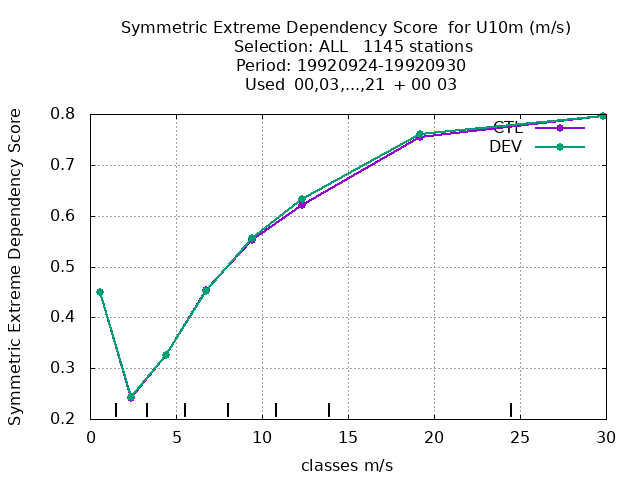 Symmetric Extreme Dependency Score  for U10m (m/s)
Selection: ALL   1145 stations
Period: 19920924-19920930
Used  00,03,...,21  + 00 03
Symmetric Extreme Dependency Score
0.8
0.7
0.6
0.5
0.4
0.3
0.2
CTL
DEV
0 5 10 15 20 25 30
classes m/s